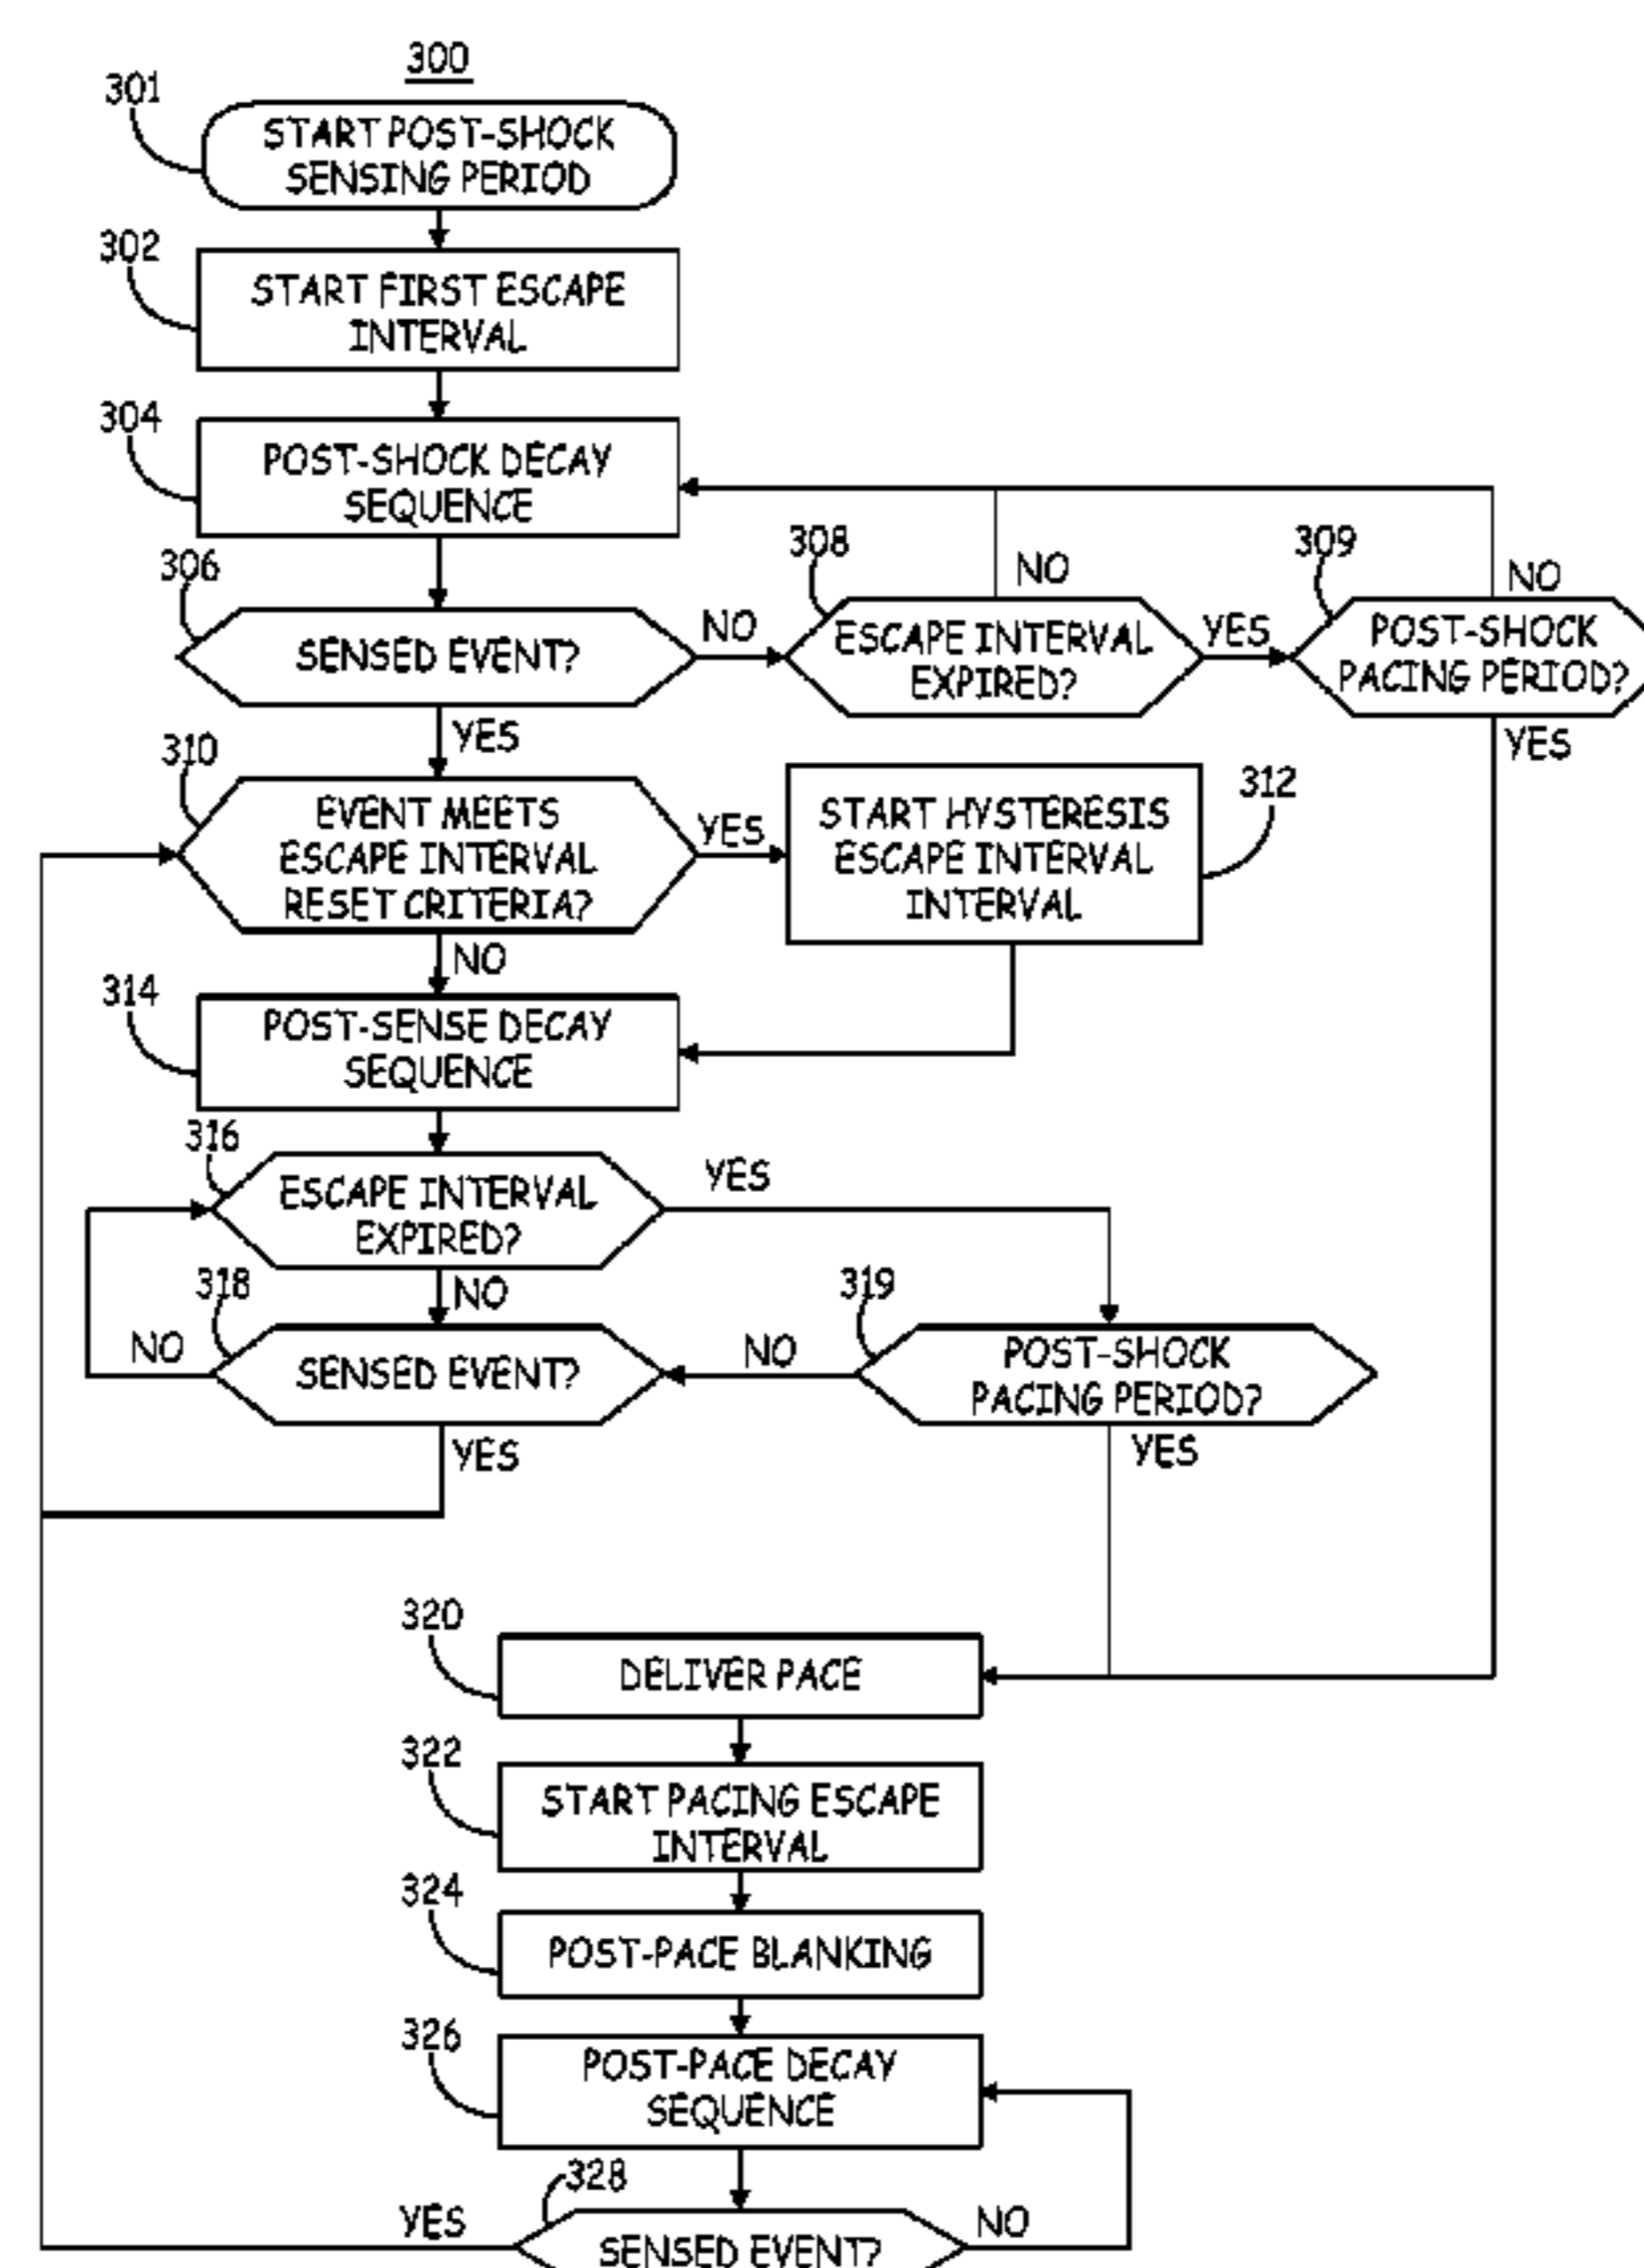 300
301
START POST-SHOCK
SENSING PERIOD
302
START FIRST ESCAPE
INTERVAL
304
POST-SHOCK DECAY
SEQUENCE
306
SENSED EVENT?
NO
308
ESCAPE INTERVAL
EXPIRED?
NO
YES
309
POST-SHOCK
PACING PERIOD?
NO
YES
YES
310
EVENT MEETS
ESCAPE INTERVAL
RESET CRITERIA?
YES
312
START HYSTERESIS
ESCAPE INTERVAL
INTERVAL
NO
314
POST-SENSE DECAY
SEQUENCE
316
ESCAPE INTERVAL
EXPIRED?
YES
NO
318
SENSED EVENT?
NO
YES
319
POST-SHOCK
PACING PERIOD?
NO
YES
320
DELIVER PACE
322
START PACING ESCAPE
INTERVAL
324
POST-PACE BLANKING
326
POST-PACE DECAY
SEQUENCE
328
SENSED EVENT?
YES
NO